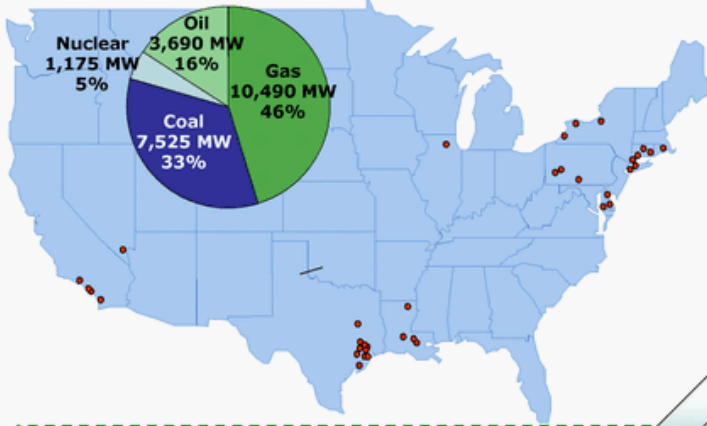 Oil
3,690 MW
16%
Nuclear
1,175 MW
5%
Gas
10,490 MW
46%
Coal
7,525 MW
33%